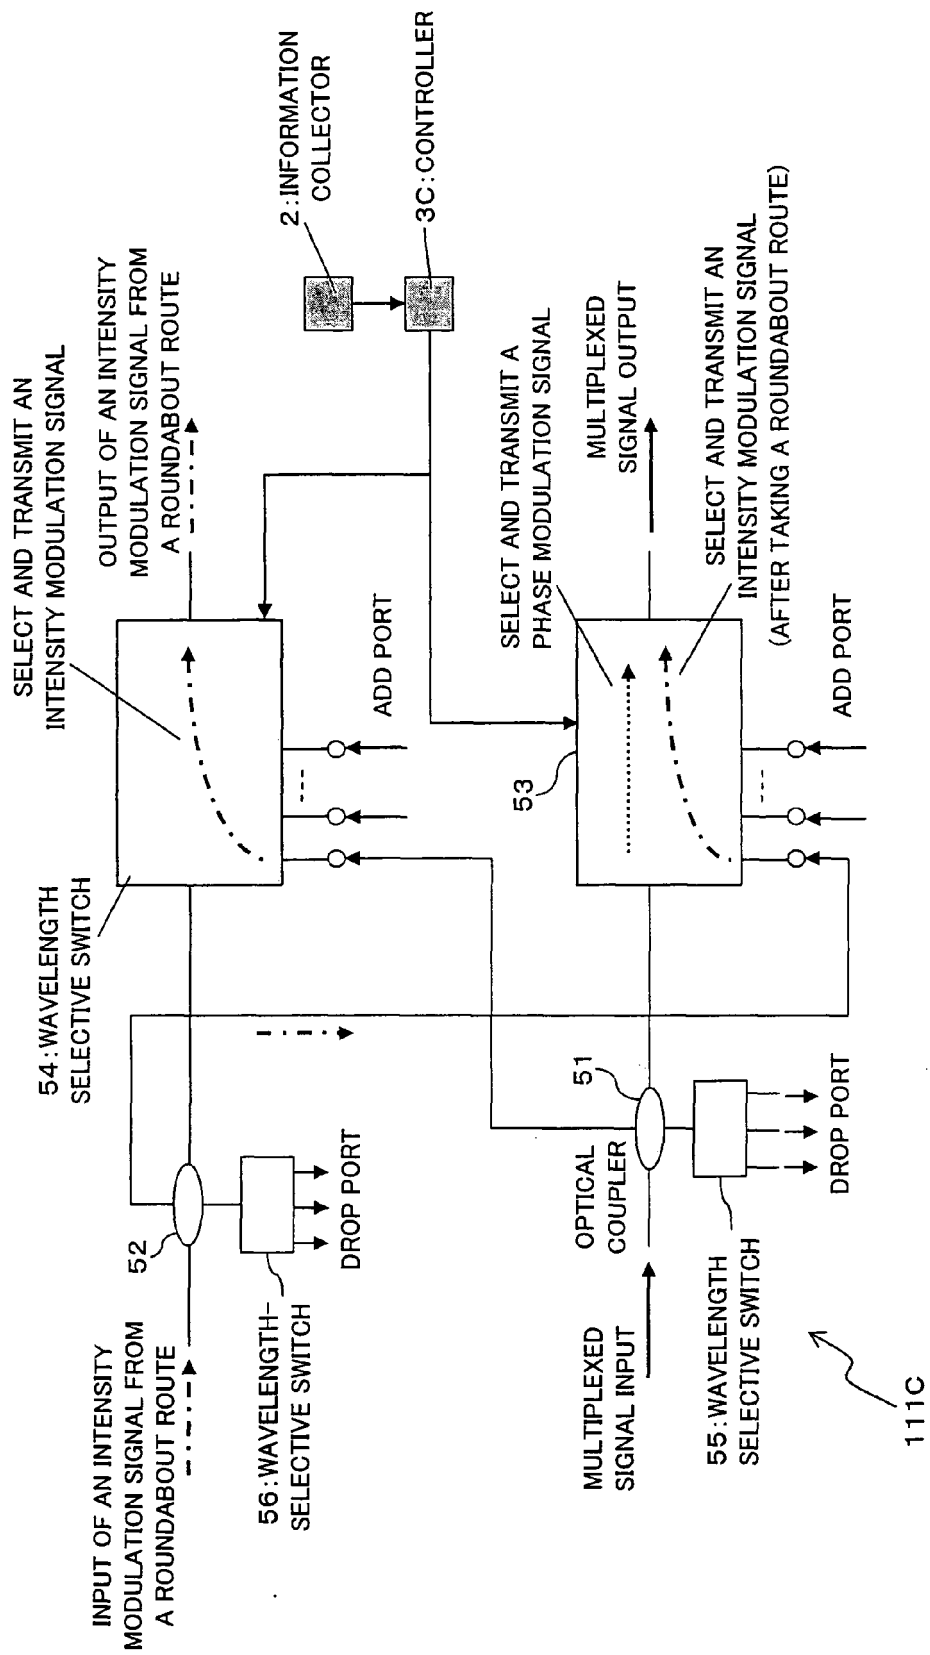 SELECT AND TRANSMIT AN
INTENSITY MODULATION SIGNAL
OUTPUT OF AN INTENSITY
MODULATION SIGNAL FROM
A ROUNDABOUT ROUTE
2:INFORMATION
COLLECTOR
3C:CONTROLLER
54:WAVELENGTH
SELECTIVE SWITCH
ADD PORT
INPUT OF AN INTENSITY
MODULATION SIGNAL FROM
A ROUNDABOUT ROUTE
52
56:WAVELENGTH-
SELECTIVE SWITCH
DROP PORT
SELECT AND TRANSMIT A
PHASE MODULATION SIGNAL
MULTIPLEXED
SIGNAL OUTPUT
SELECT AND TRANSMIT AN
INTENSITY MODULATION SIGNAL
(AFTER TAKING A ROUNDABOUT ROUTE)
53
ADD PORT
51
OPTICAL
COUPLER
MULTIPLEXED
SIGNAL INPUT
55:WAVELENGTH
SELECTIVE SWITCH
DROP PORT
111C